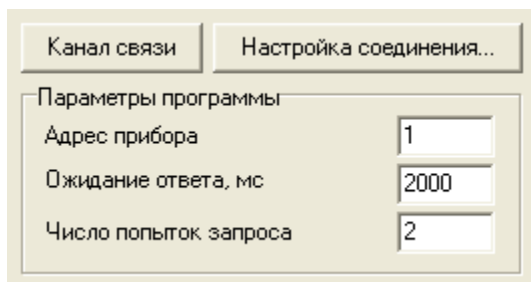 Канал связи Настройка соединения...
Параметры программы
Адрес прибора 1
Ожидание ответа, мс 2000
Число попыток запроса 2